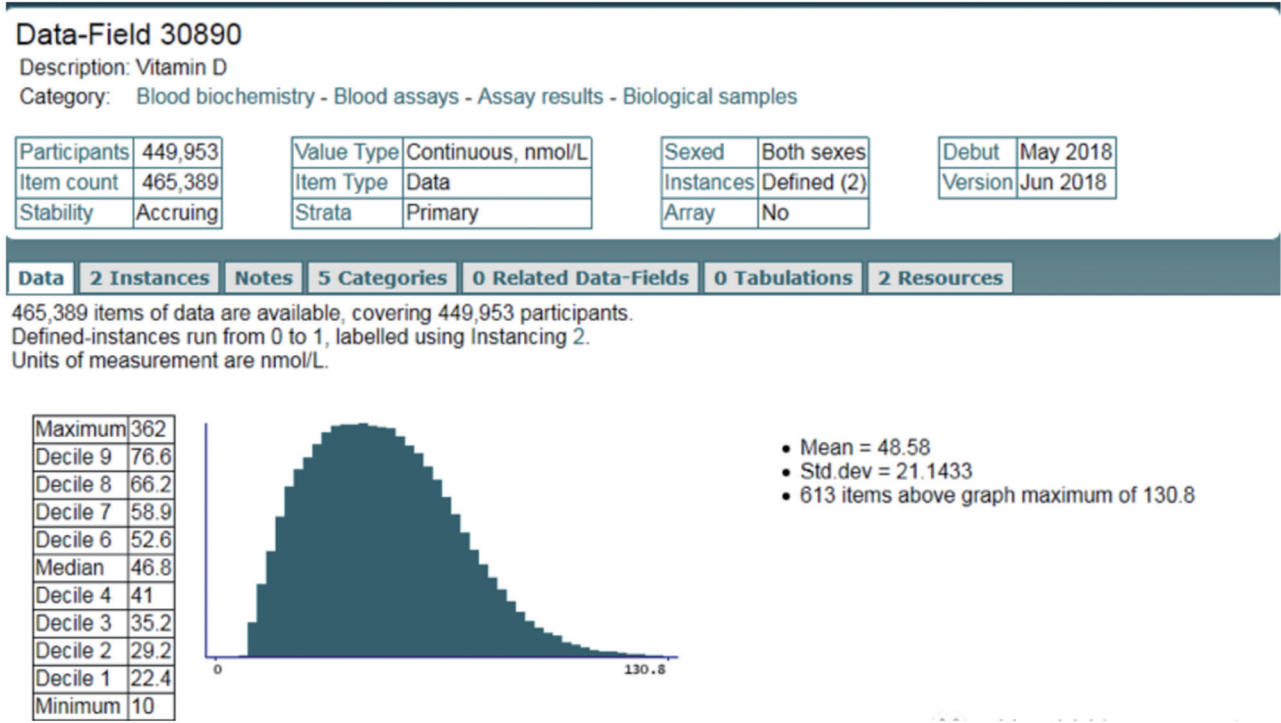 Data-Field 30890
Description: Vitamin D
Category: Blood biochemistry - Blood assays - Assay results - Biological samples
Participants 449,953 Value Type Continuous, nmol/L Sexed Both sexes Debut May 2018
Item count 465,389 Item Type Data Instances Defined (2) Version Jun 2018
Stability Accruing Strata Primary Array No
Data 2 Instances Notes 5 Categories 0 Related Data-Fields 0 Tabulations 2 Resources
465,389 items of data are available, covering 449,953 participants.
Defined-instances run from 0 to 1, labelled using Instancing 2.
Units of measurement are nmol/L.
Maximum 362
Decile 9 76.6
Decile 8 66.2
Decile 7 58.9
Decile 6 52.6
Median 46.8
Decile 4 41
Decile 3 35.2
Decile 2 29.2
Decile 1 22.4
Minimum 10
0 130.8
• Mean = 48.58
• Std.dev = 21.1433
• 613 items above graph maximum of 130.8